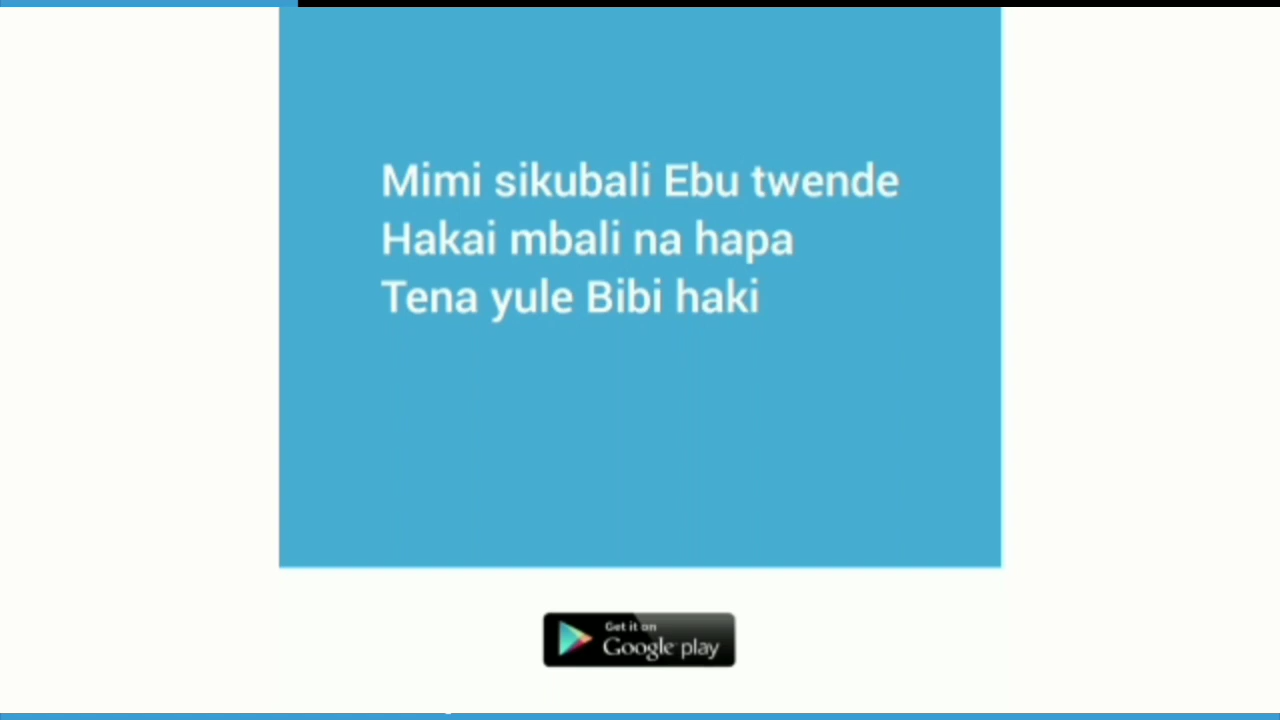 Mimi sikubali Ebu twende
Hakai mbali na hapa
Tena yule Bibi haki
Get it on
Google play